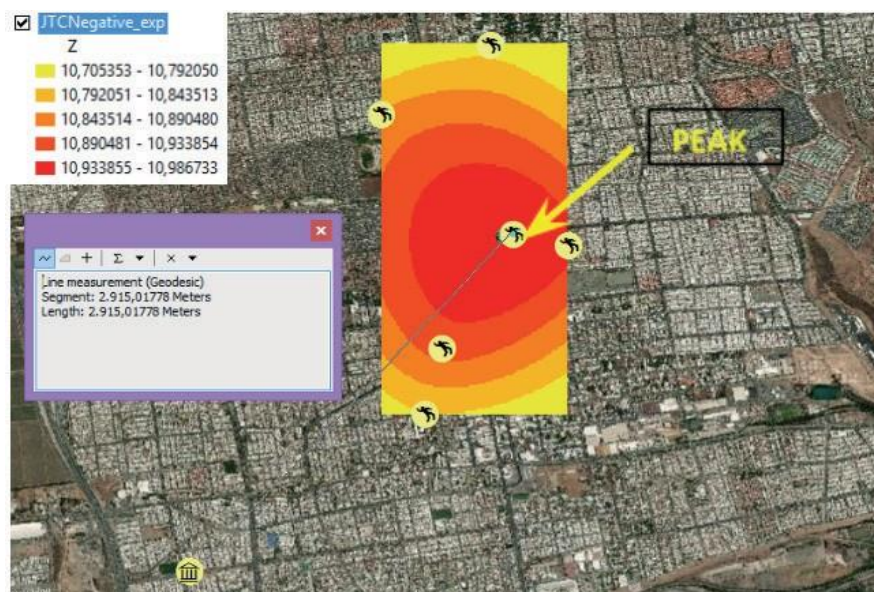 JTCNegative_exp
Z
10,705353 - 10,792050
10,792051 - 10,843513
10,843514 - 10,890480
10,890481 - 10,933854
10,933855 - 10,986733
PEAK
Line measurement (Geodesic)
Segment: 2.915,01778 Meters
Length: 2.915,01778 Meters